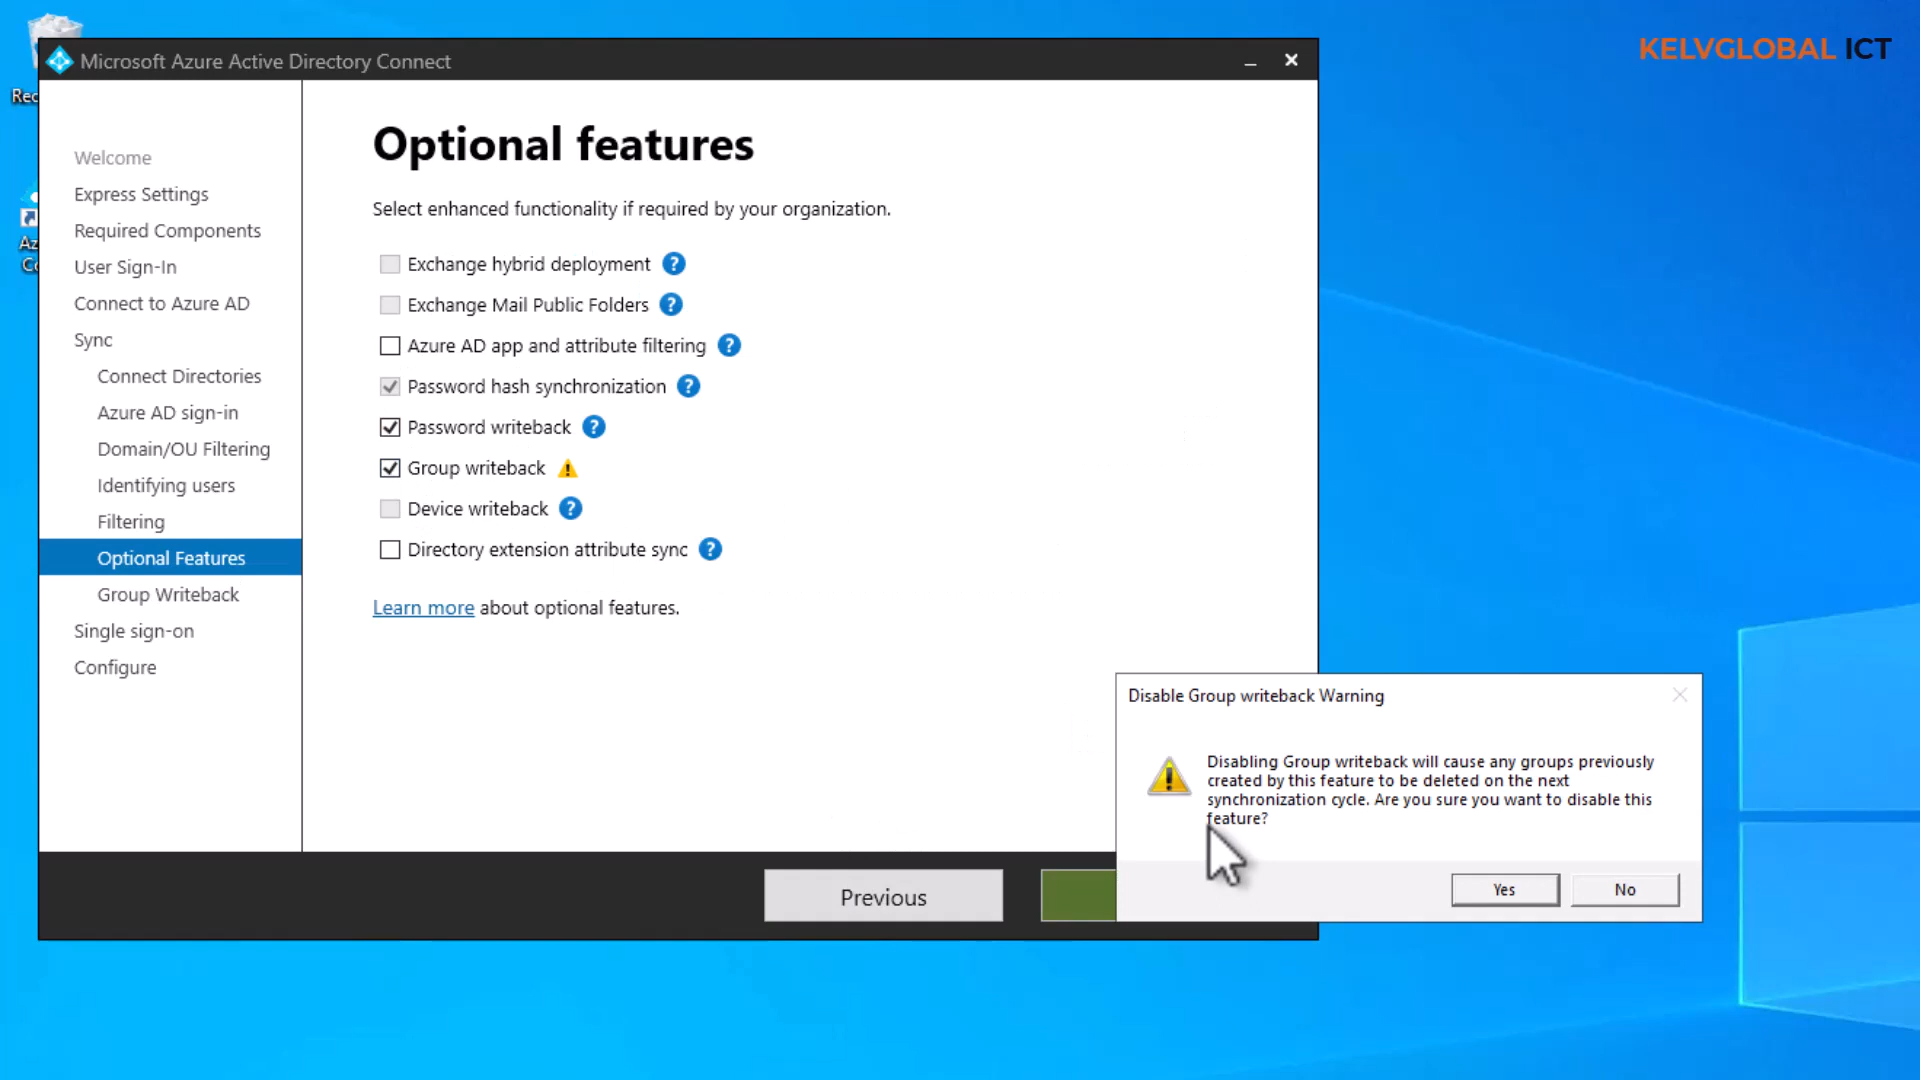 KELVGLOBAL ICT
Microsoft Azure Active Directory Connect
Rec
Az
Co
Welcome
Express Settings
Required Components
User Sign-In
Connect to Azure AD
Sync
Connect Directories
Azure AD sign-in
Domain/OU Filtering
Identifying users
Filtering
Optional Features
Group Writeback
Single sign-on
Configure
Optional features
Select enhanced functionality if required by your organization.
Exchange hybrid deployment ?
Exchange Mail Public Folders ?
Azure AD app and attribute filtering ?
Password hash synchronization ?
Password writeback ?
Group writeback
Device writeback ?
Directory extension attribute sync ?
Learn more about optional features.
Previous
Disable Group writeback Warning
Disabling Group writeback will cause any groups previously
created by this feature to be deleted on the next
synchronization cycle. Are you sure you want to disable this
feature?
Yes
No